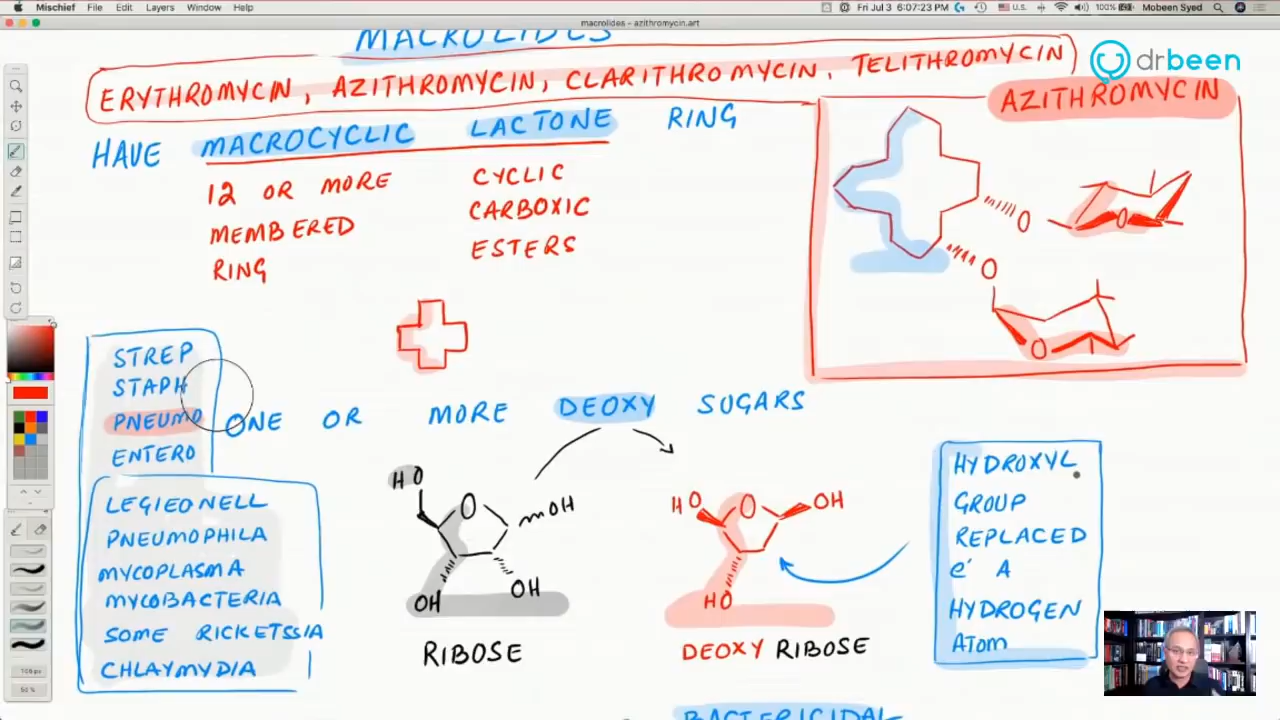 Mischief File Edit Layers Window Help
U.S. 100% Fri Jul 3 6:07:23 PM Mobeen Syed
macrolides - azithromycin.art
MACROLIDES
drbeen
ERYTHROMYCIN, AZITHROMYCIN, CLARITHROMYCIN, TELITHROMYCIN
AZITHROMYCIN
HAVE MACROCYCLIC LACTONE RING
12 OR MORE
MEMBERED
RING
CYCLIC
CARBOXIC
ESTERS
O
O
O
O
STREP
STAPH
PNEUMO
ENTERO
ONE OR MORE DEOXY SUGARS
LEGIEONELL
PNEUMOPHILA
MYCOPLASMA
MYCOBACTERIA
SOME RICKETSSIA
CHLAYMYDIA
HO
O
OH
OH
OH
RIBOSE
HO
O
OH
HO
DEOXY RIBOSE
HYDROXYL
GROUP
REPLACED
c̄ A
HYDROGEN
ATOM
BACTERICIDAL